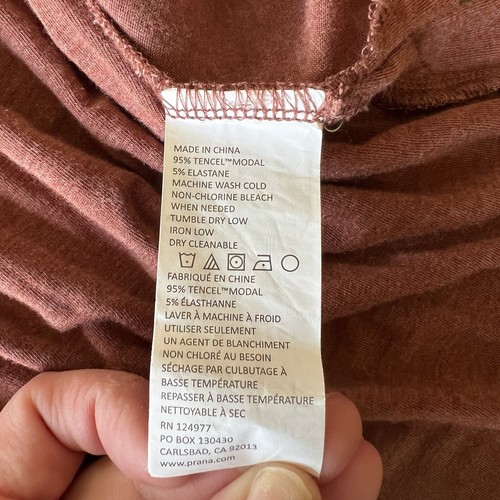 MADE IN CHINA
95% TENCEL™MODAL
5% ELASTANE
MACHINE WASH COLD
NON-CHLORINE BLEACH
WHEN NEEDED
TUMBLE DRY LOW
IRON LOW
DRY CLEANABLE
FABRIQUÉ EN CHINE
95% TENCEL™MODAL
5% ÉLASTHANNE
LAVER À MACHINE À FROID
UTILISER SEULEMENT
UN AGENT DE BLANCHIMENT
NON CHLORÉ AU BESOIN
SÉCHAGE PAR CULBUTAGE À
BASSE TEMPÉRATURE
REPASSER À BASSE TEMPÉRATURE
NETTOYABLE À SEC
RN 124977
PO BOX 130430
CARLSBAD, CA 92013
www.prana.com